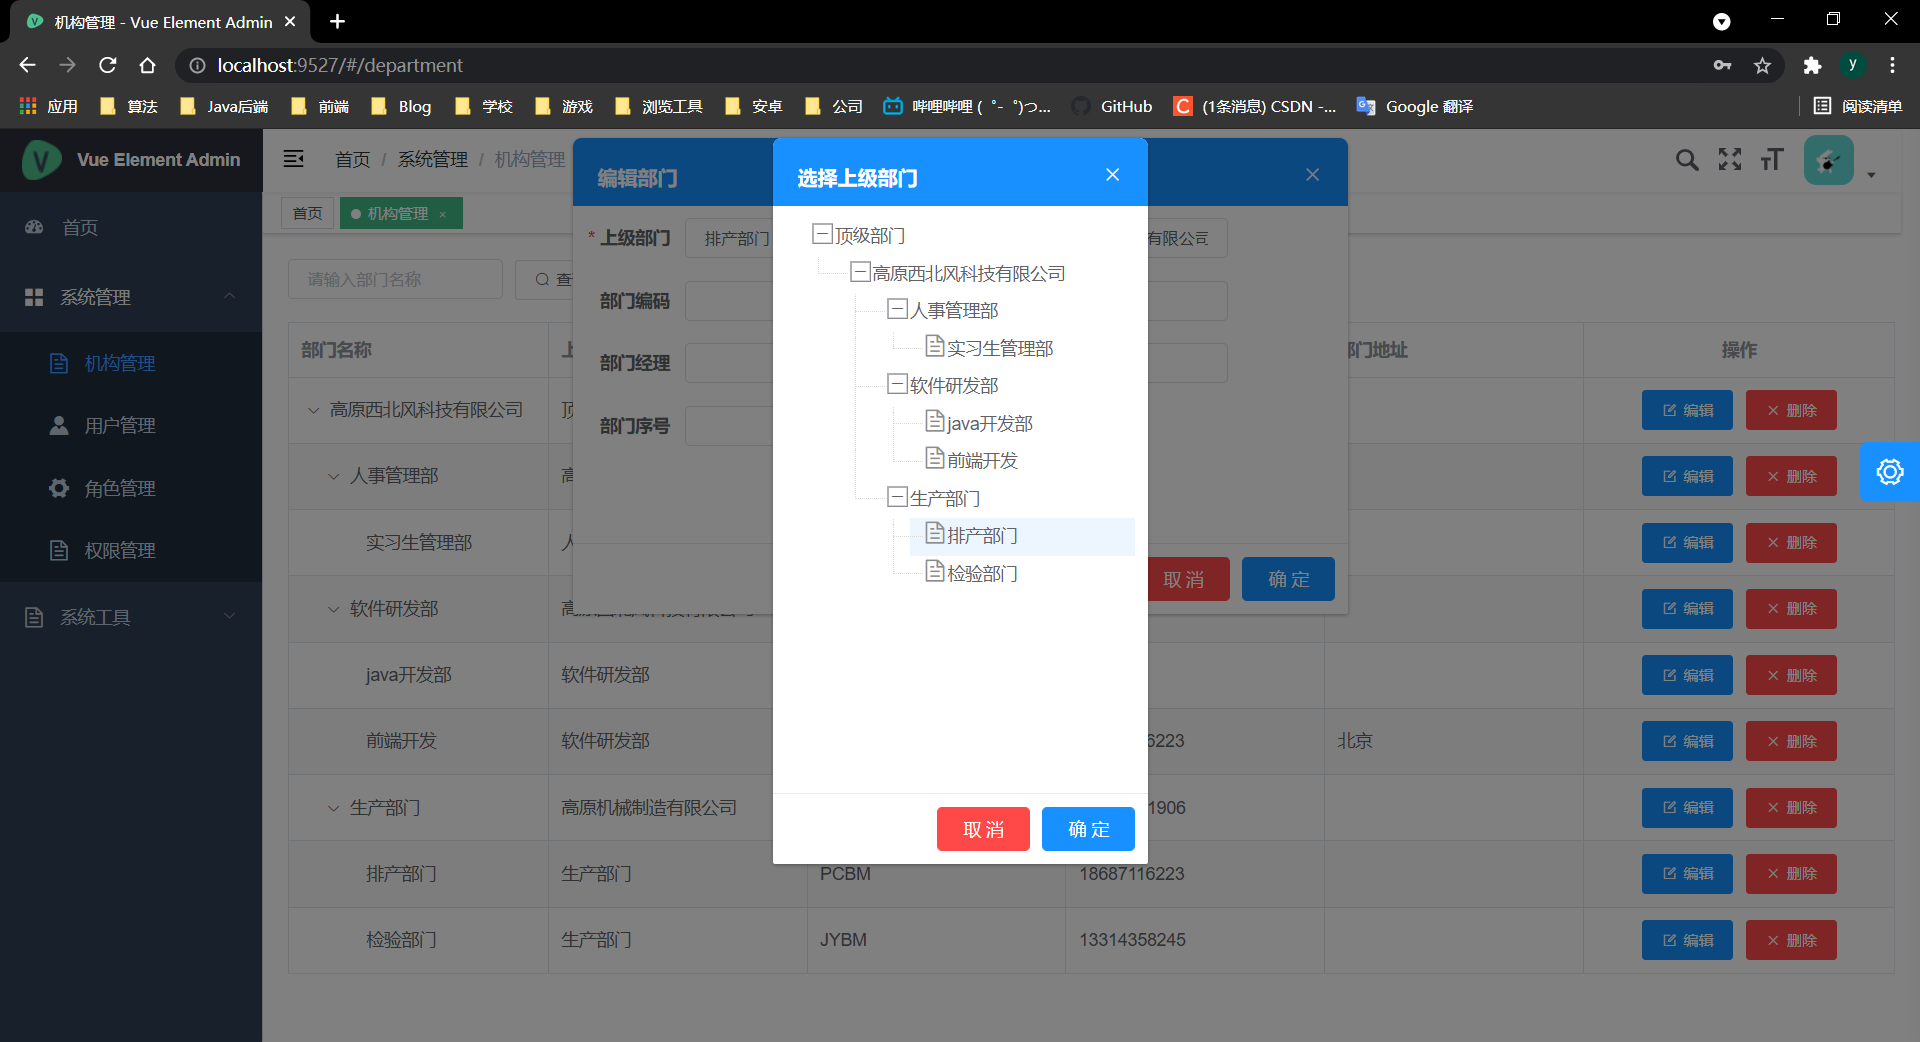 机构管理 - Vue Element Admin
localhost:9527/#/department
y
应用 算法 Java后端 前端 Blog 学校 游戏 浏览工具 安卓 公司 哔哩哔哩 ( ゜- ゜)つ... GitHub (1条消息) CSDN -... Google 翻译 阅读清单
Vue Element Admin
首页 / 系统管理 / 机构管理
首页 机构管理
首页
系统管理
机构管理
用户管理
角色管理
权限管理
系统工具
请输入部门名称
部门名称 部门地址 操作
高原西北风科技有限公司 编辑 删除
人事管理部 编辑 删除
实习生管理部 编辑 删除
软件研发部 编辑 删除
java开发部 软件研发部 编辑 删除
前端开发 软件研发部 6223 北京 编辑 删除
生产部门 高原机械制造有限公司 1906 编辑 删除
排产部门 生产部门 PCBM 18687116223 编辑 删除
检验部门 生产部门 JYBM 13314358245 编辑 删除
编辑部门
* 上级部门 排产部门 有限公司
部门编码
部门经理
部门序号
取消 确定
选择上级部门
顶级部门
高原西北风科技有限公司
人事管理部
实习生管理部
软件研发部
java开发部
前端开发
生产部门
排产部门
检验部门
取消 确定